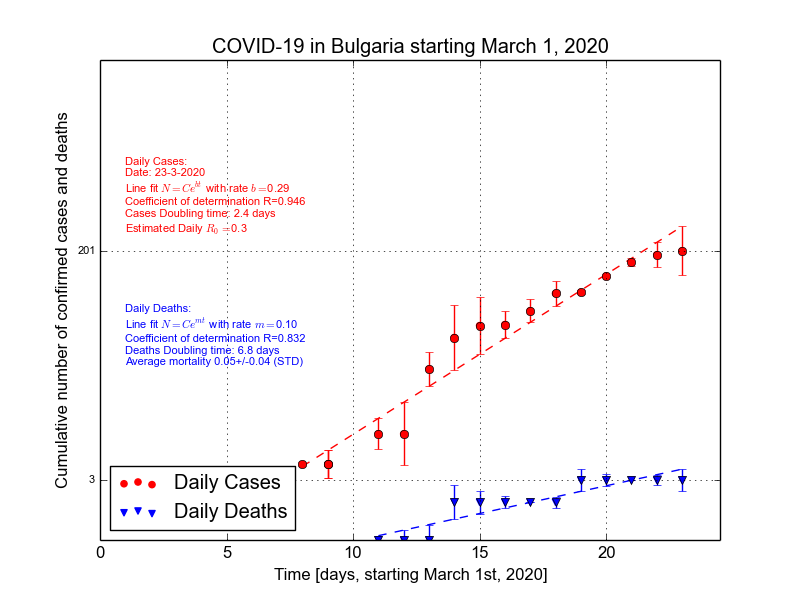 COVID-19 in Bulgaria starting March 1, 2020
Cumulative number of confirmed cases and deaths
Daily Cases:
Date: 23-3-2020
Line fit N=Ce^{bt} with rate b=0.29
Coefficient of determination R=0.946
Cases Doubling time: 2.4 days
Estimated Daily R_0=0.3
201
Daily Deaths:
Line fit N=Ce^{mt} with rate m=0.10
Coefficient of determination R=0.832
Deaths Doubling time: 6.8 days
Average mortality 0.05+/-0.04 (STD)
3
Daily Cases
Daily Deaths
0 5 10 15 20
Time [days, starting March 1st, 2020]